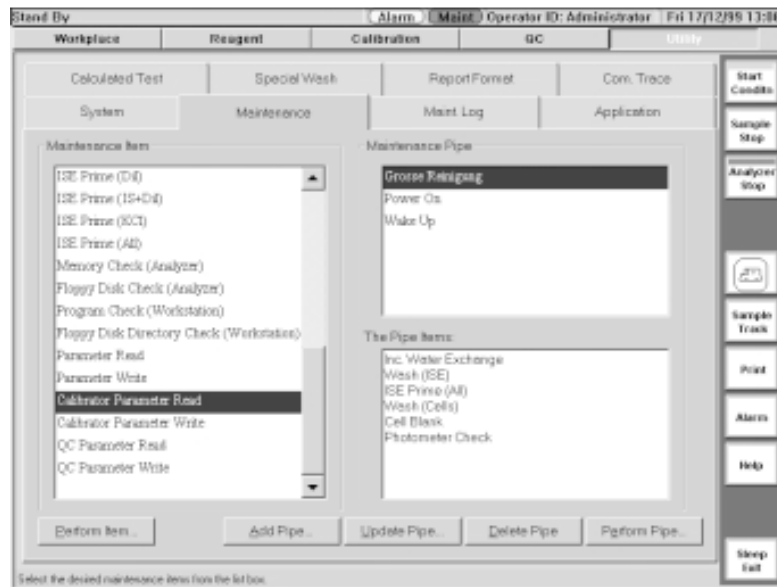 Stand By Alarm Maint Operator ID: Administrator Fri 17/12/99 13:0
Workplace Reagent Calibration QC Utility
Calculated Test Special Wash Report Format Com. Trace
System Maintenance Maint Log Application
Maintenance Item
ISE Prime (Dil)
ISE Prime (IS+Dil)
ISE Prime (KCl)
ISE Prime (All)
Memory Check (Analyzer)
Floppy Disk Check (Analyzer)
Program Check (Workstation)
Floppy Disk Directory Check (Workstation)
Parameter Read
Parameter Write
Calibrator Parameter Read
Calibrator Parameter Write
QC Parameter Read
QC Parameter Write
Maintenance Pipe
Grosse Reinigung
Power On
Wake Up
The Pipe Items:
Inc. Water Exchange
Wash (ISE)
ISE Prime (All)
Wash (Cells)
Cell Blank
Photometer Check
Perform Item... Add Pipe... Update Pipe... Delete Pipe Perform Pipe...
Select the desired maintenance items from the list box.
Start
Conditn
Sample
Stop
Analyzer
Stop
Sample
Track
Print
Alarm
Help
Sleep
Exit